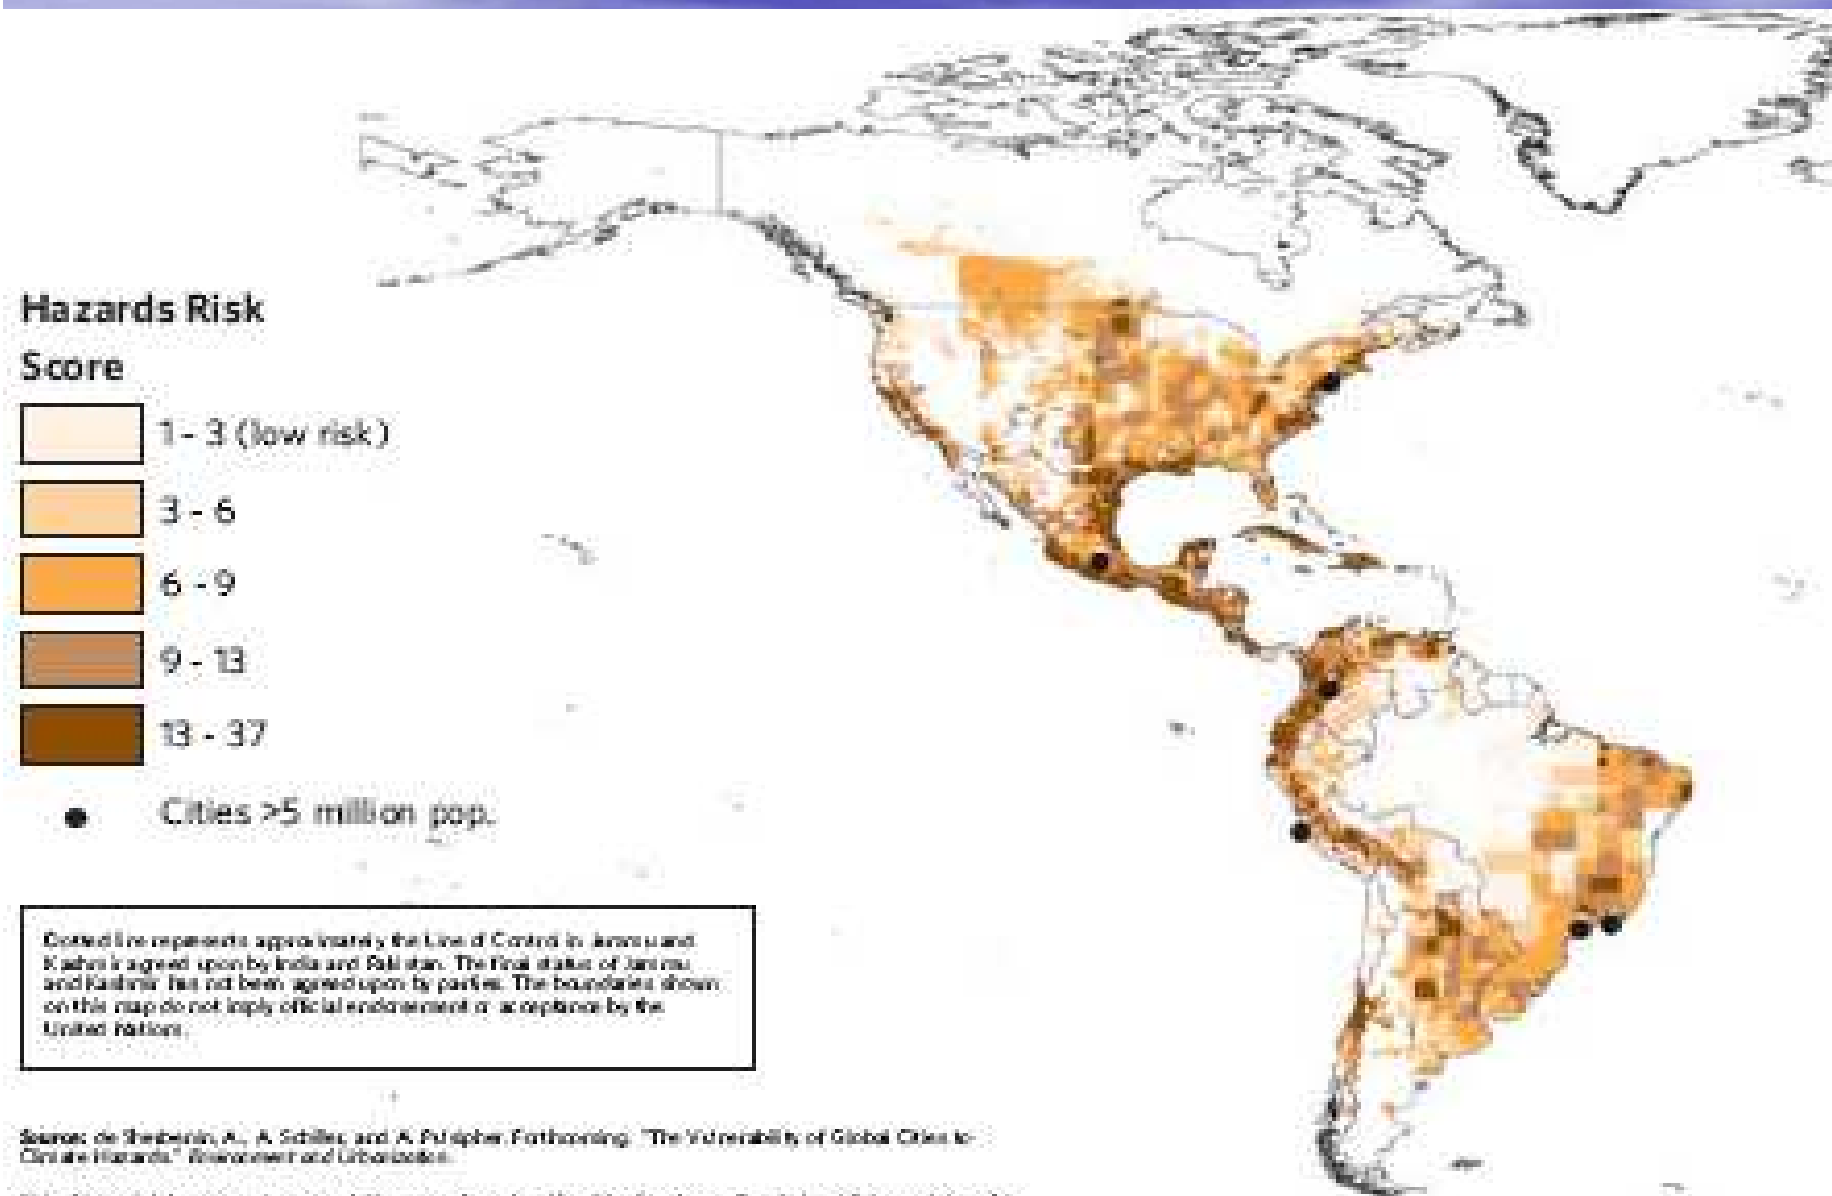 Hazards Risk
Score
1 - 3 (low risk)
3 - 6
6 - 9
9 - 13
13 - 37
Cities >5 million pop.
Dotted line represents approximately the Line of Control in Jammu and
Kashmir agreed upon by India and Pakistan. The final status of Jammu
and Kashmir has not been agreed upon by parties. The boundaries shown
on this map do not imply official endorsement or acceptance by the
United Nations.
Source: de Sherbenin, A., A. Schiller, and A. Pulsipher. Forthcoming. "The Vulnerability of Global Cities to
Climate Hazards." Environment and Urbanization.